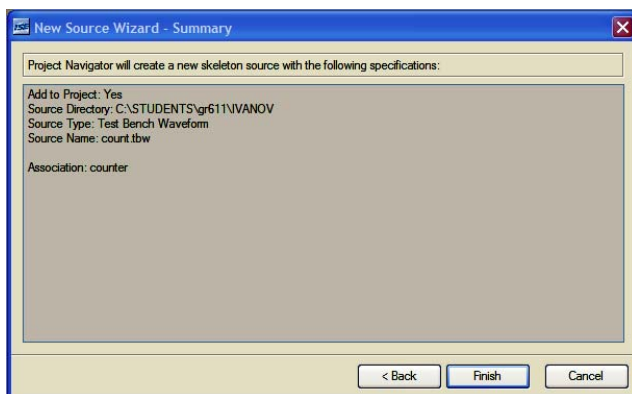 ISE New Source Wizard - Summary
Project Navigator will create a new skeleton source with the following specifications:
Add to Project: Yes
Source Directory: C:\STUDENTS\gr611\IVANOV
Source Type: Test Bench Waveform
Source Name: count.tbw
Association: counter
< Back Finish Cancel